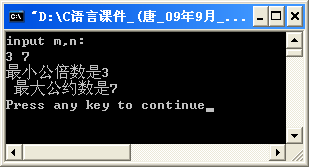 "D:\C语言课件_(唐_09年9月_...
input m,n:
3 7
最小公倍数是3
 最大公约数是7
Press any key to continue_